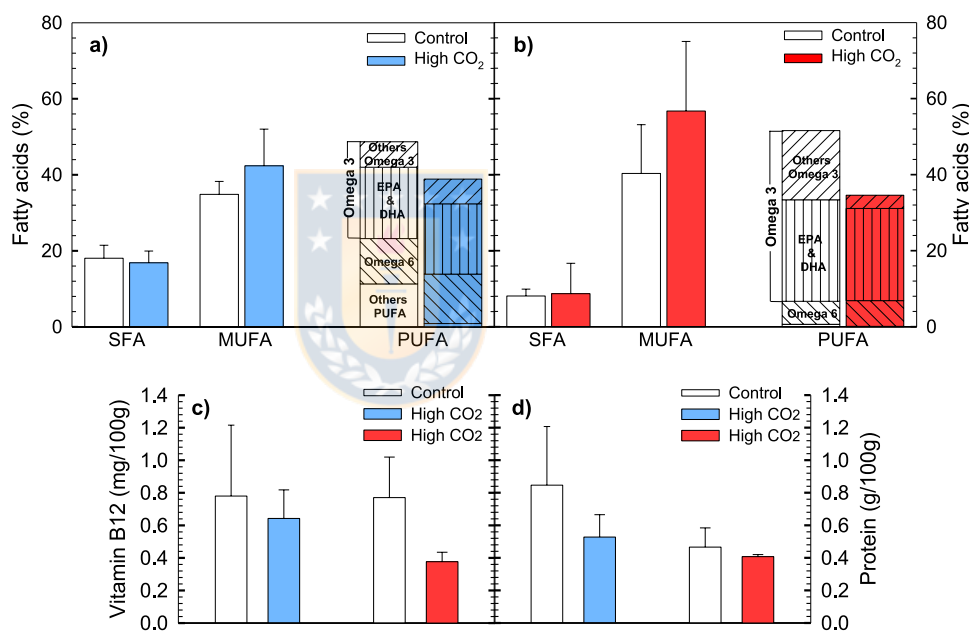 80
60
40
20
0
Fatty acids (%)
a)
Control
High CO₂
SFA
MUFA
PUFA
Omega 3
Others
Omega 3
EPA
&
DHA
Omega 6
Others
PUFA
b)
Control
High CO₂
SFA
MUFA
PUFA
Omega 3
Others
Omega 3
EPA
&
DHA
Omega 6
80
60
40
20
0
Fatty acids (%)
1.4
1.2
1.0
0.8
0.6
0.4
0.2
0.0
Vitamin B12 (mg/100g)
c)
Control
High CO2
High CO2
d)
Control
High CO2
High CO2
1.4
1.2
1.0
0.8
0.6
0.4
0.2
0.0
Protein (g/100g)